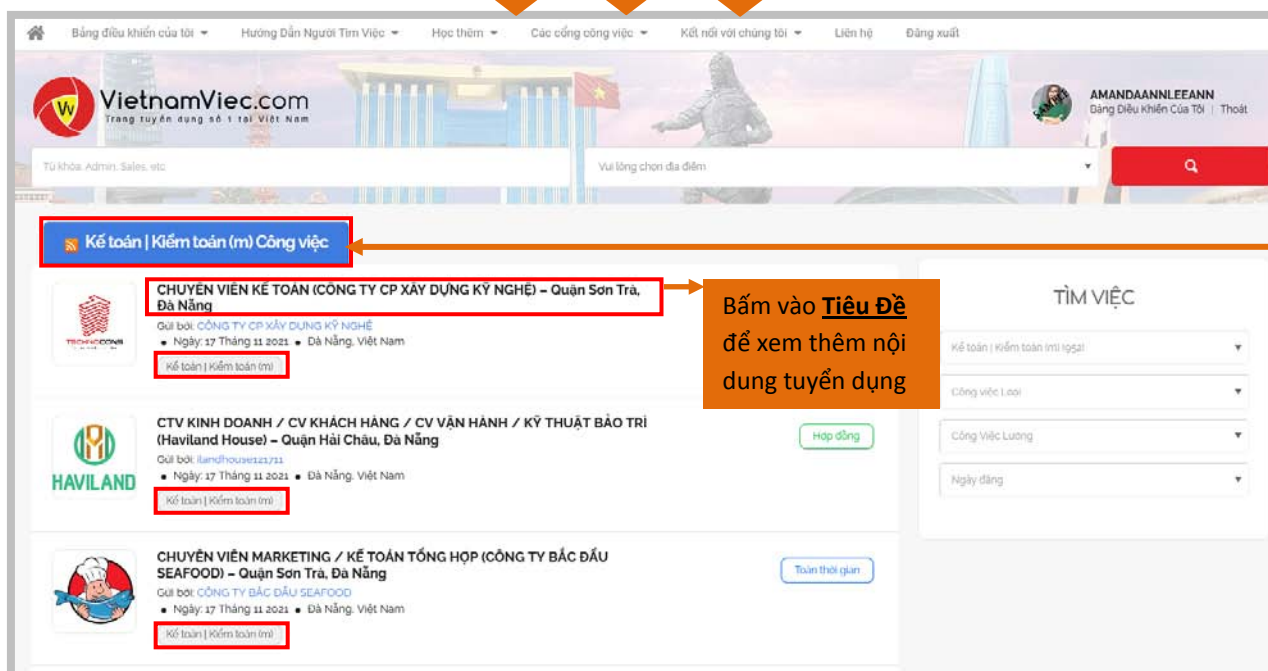 Bảng điều khiển của tôi
Hướng Dẫn Người Tìm Việc
Học thêm
Các cổng công việc
Kết nối với chúng tôi
Liên hệ
Đăng xuất
VietnamViec.com
Trang tuyển dụng số 1 tại Việt Nam
AMANDAANNLEEANN
Bảng Điều Khiển Của Tôi | Thoát
Từ khóa: Admin, Sales, etc
Vui lòng chọn địa điểm
Kế toán | Kiểm toán (m) Công việc
CHUYÊN VIÊN KẾ TOÁN (CÔNG TY CP XÂY DỰNG KỸ NGHỆ) – Quận Sơn Trà,
Đà Nẵng
Gửi bởi: CÔNG TY CP XÂY DỰNG KỸ NGHỆ
• Ngày: 17 Tháng 11 2021 • Đà Nẵng, Việt Nam
Kế toán | Kiểm toán (m)
TECHNOCONS
Bấm vào Tiêu Đề
để xem thêm nội
dung tuyển dụng
CTV KINH DOANH / CV KHÁCH HÀNG / CV VẬN HÀNH / KỸ THUẬT BẢO TRÌ
(Haviland House) – Quận Hải Châu, Đà Nẵng
Gửi bởi: ilandhouse121711
• Ngày: 17 Tháng 11 2021 • Đà Nẵng, Việt Nam
Kế toán | Kiểm toán (m)
HAVILAND
Hợp đồng
CHUYÊN VIÊN MARKETING / KẾ TOÁN TỔNG HỢP (CÔNG TY BẮC ĐẨU
SEAFOOD) – Quận Sơn Trà, Đà Nẵng
Gửi bởi: CÔNG TY BẮC ĐẨU SEAFOOD
• Ngày: 17 Tháng 11 2021 • Đà Nẵng, Việt Nam
Kế toán | Kiểm toán (m)
Toàn thời gian
TÌM VIỆC
Kế toán | Kiểm toán (m) (952)
Công việc Loại
Công Việc Lương
Ngày đăng